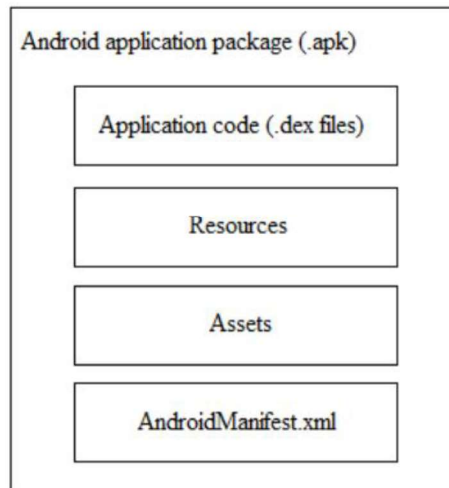 Android application package (.apk)
Application code (.dex files)
Resources
Assets
AndroidManifest.xml